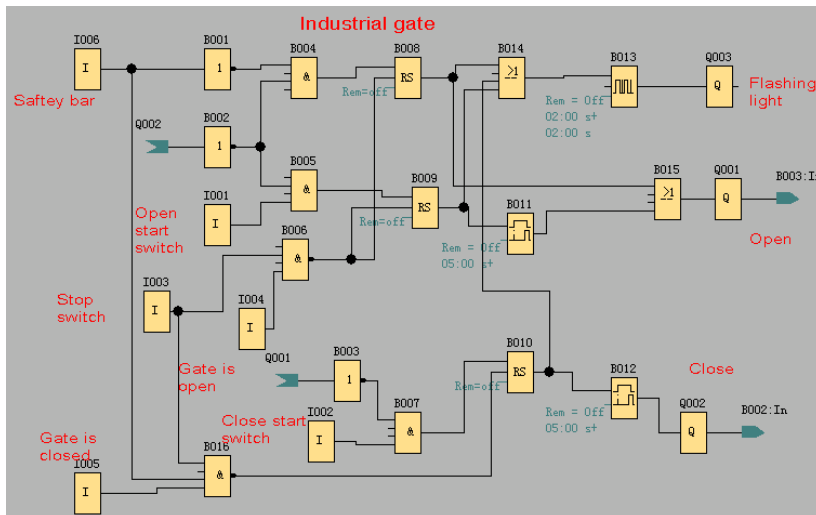 Industrial gate
I006
I
Saftey bar
B001
1
B004
&
B008
RS
Rem=off
B014
≥1
B013
Rem = Off
02:00 s+
02:00 s
Q003
Q
Flashing
light
Q002
B002
1
I001
I
Open
start
switch
B005
&
B009
RS
Rem=off
B011
Rem = Off
05:00 s+
B015
≥1
Q001
Q
B003:In
Open
B006
&
I003
I
Stop
switch
I004
I
Gate is
open
Q001
B003
1
I002
I
Close start
switch
B007
&
B010
RS
Rem=off
B012
Rem = Off
05:00 s+
Close
Q002
Q
B002:In
Gate is
closed
I005
I
B016
&